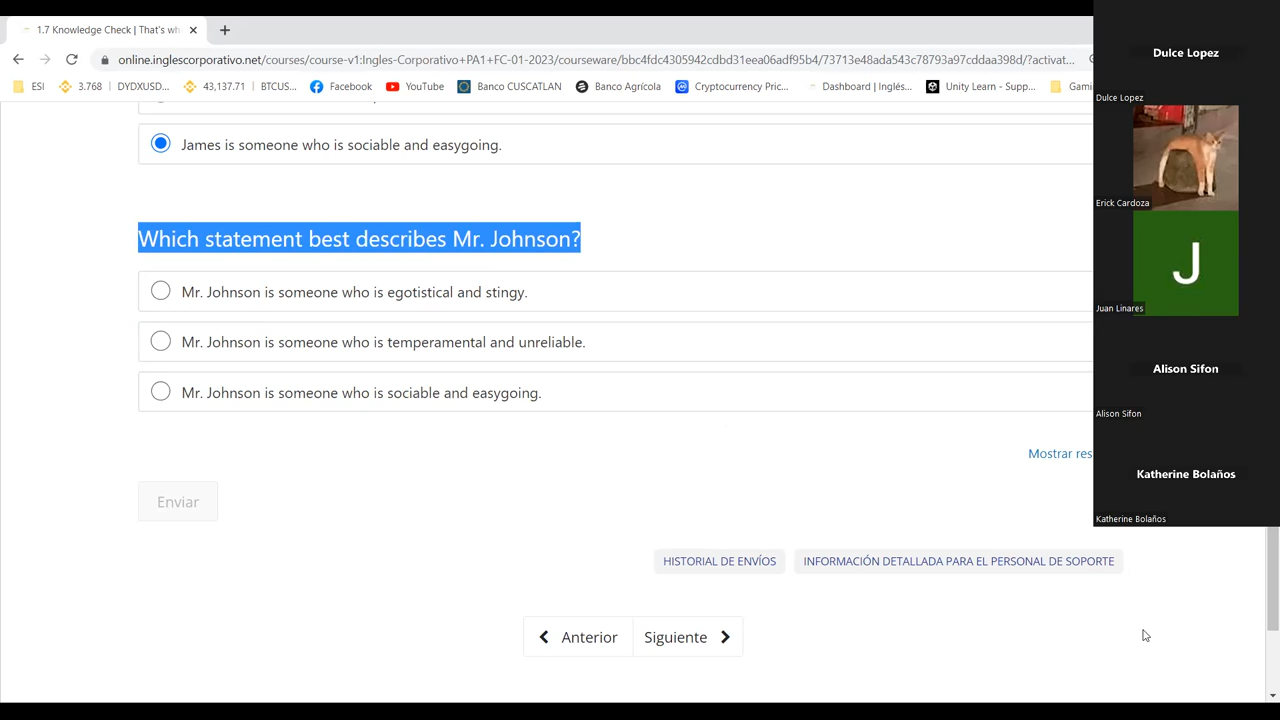 1.7 Knowledge Check | That's wh
online.inglescorporativo.net/courses/course-v1:Ingles-Corporativo+PA1+FC-01-2023/courseware/bbc4fdc4305942cdbd31eea06adf95b4/73713e48ada543c78793a97cddaa398d/?activat...
ESI 3.768 DYDXUSD... 43,137.71 BTCUS... Facebook YouTube Banco CUSCATLAN Banco Agrícola Cryptocurrency Pric... Dashboard | Inglés... Unity Learn - Supp... Gami
James is someone who is sociable and easygoing.
Which statement best describes Mr. Johnson?
Mr. Johnson is someone who is egotistical and stingy.
Mr. Johnson is someone who is temperamental and unreliable.
Mr. Johnson is someone who is sociable and easygoing.
Mostrar res
Enviar
HISTORIAL DE ENVÍOS INFORMACIÓN DETALLADA PARA EL PERSONAL DE SOPORTE
Anterior Siguiente
Dulce Lopez
Dulce Lopez
Erick Cardoza
J
Juan Linares
Alison Sifon
Alison Sifon
Katherine Bolaños
Katherine Bolaños